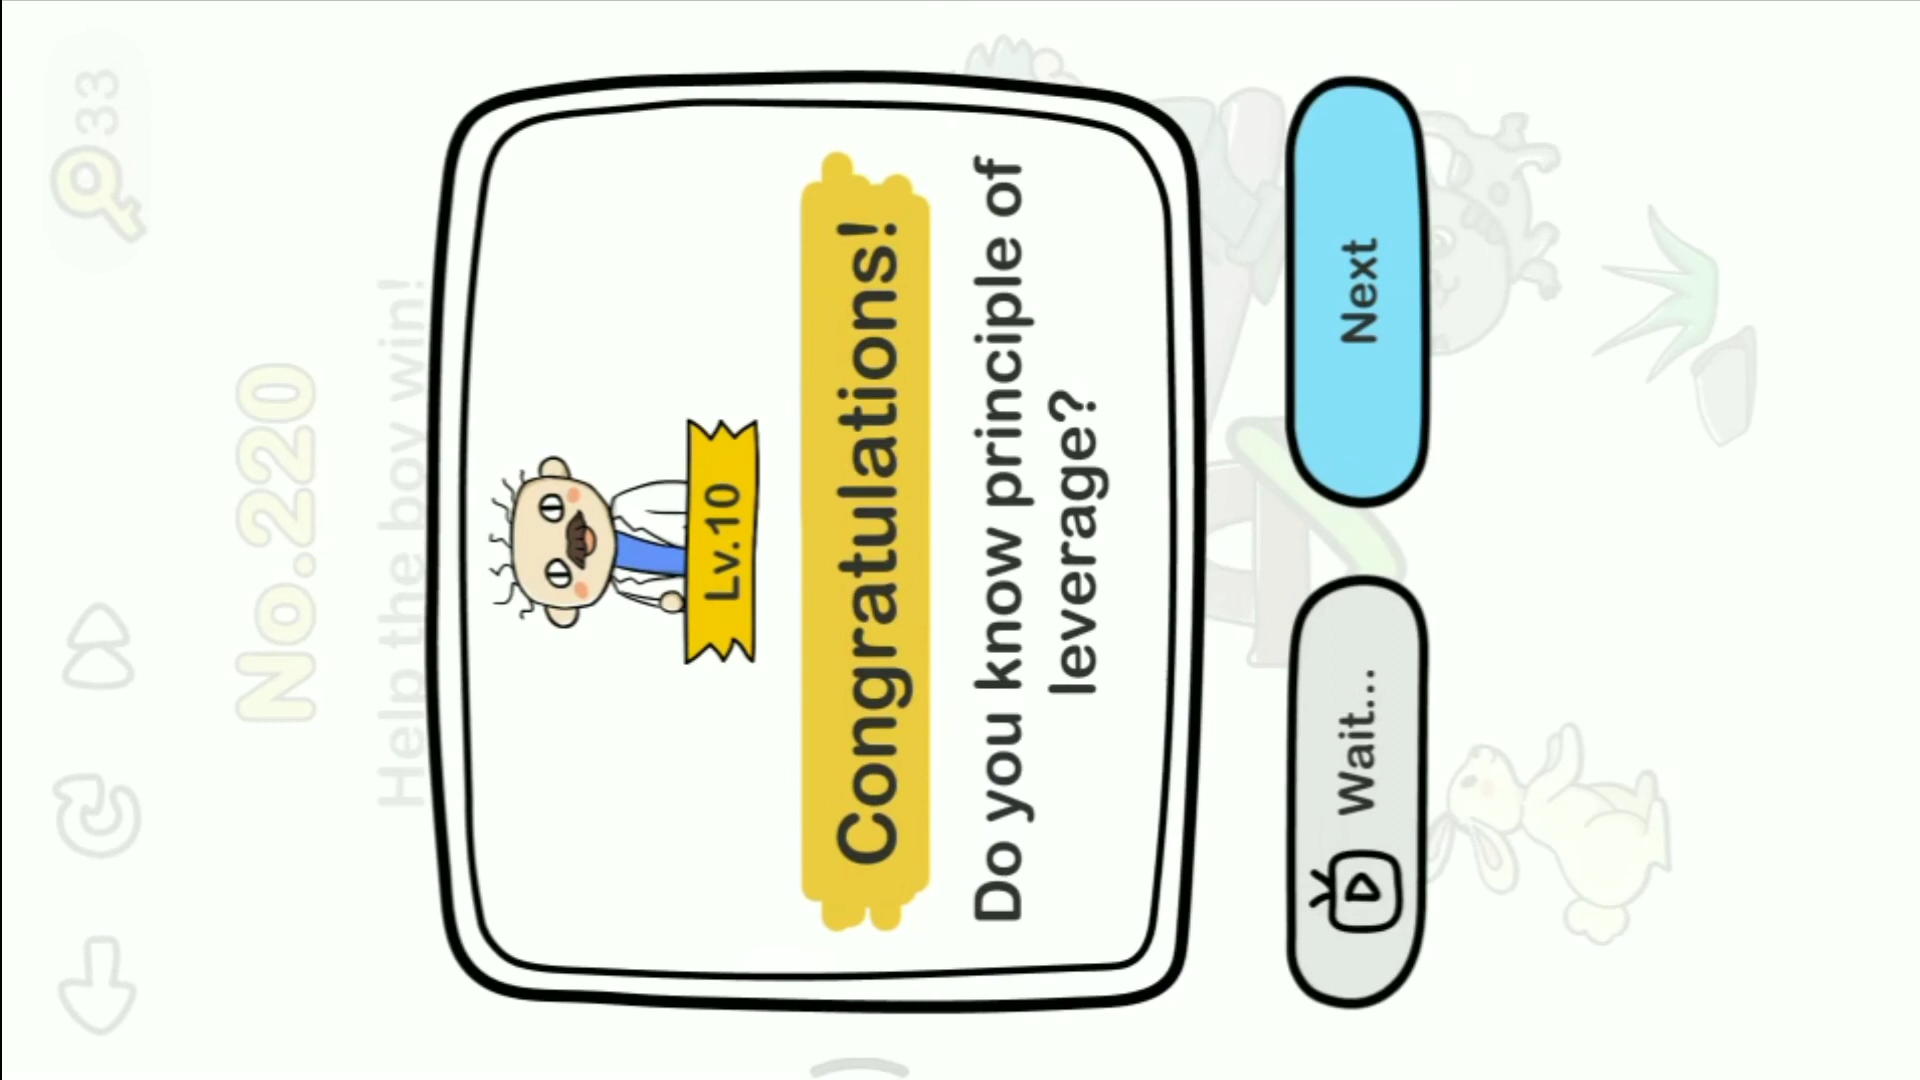 33
No.220
Help the boy win!
Lv.10
Congratulations!
Do you know principle of
leverage?
Wait...
Next